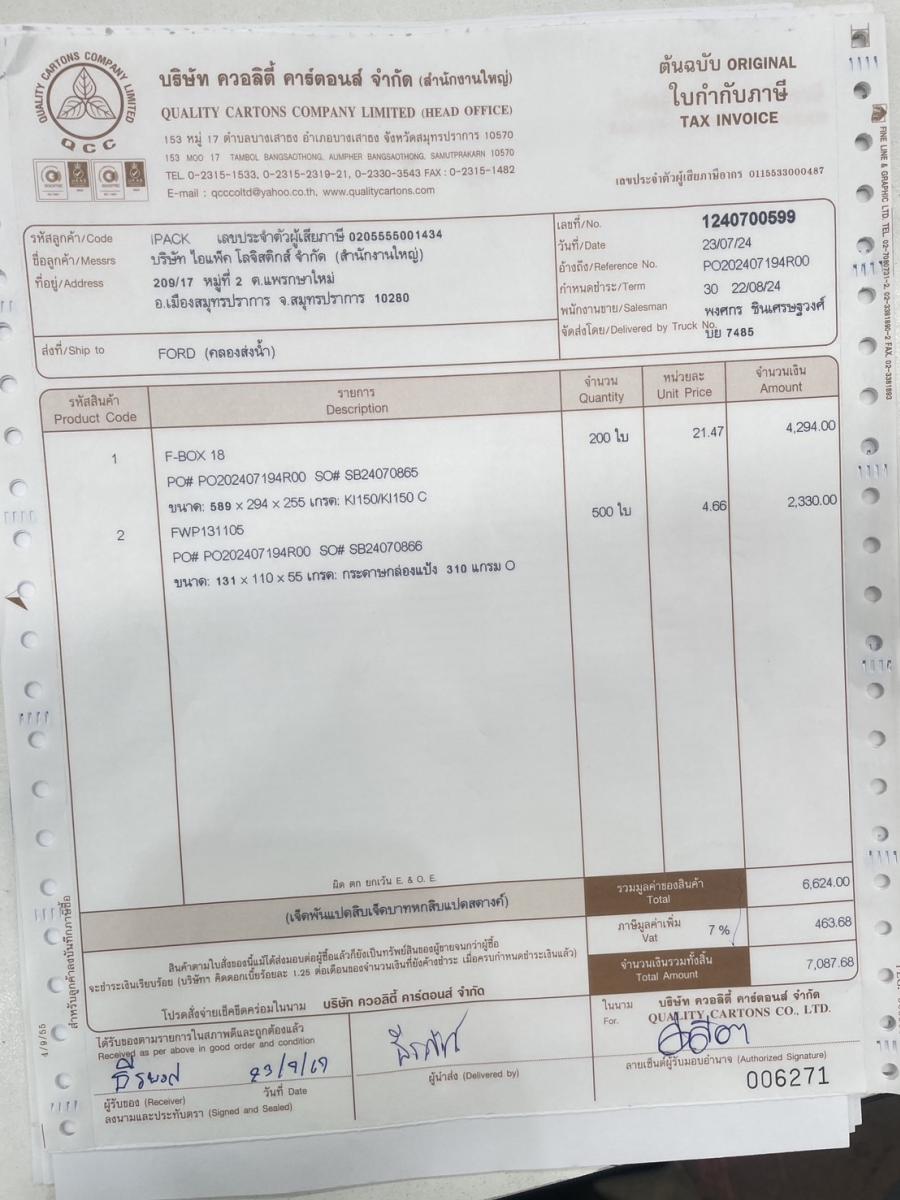 QUALITY CARTONS COMPANY LIMITED
QCC
บริษัท ควอลิตี้ คาร์ตอนส์ จำกัด (สำนักงานใหญ่)
QUALITY CARTONS COMPANY LIMITED (HEAD OFFICE)
153 หมู่ 17 ตำบลบางเสาธง อำเภอบางเสาธง จังหวัดสมุทรปราการ 10570
153 MOO 17 TAMBOL BANGSAOTHONG, AUMPHER BANGSAOTHONG, SAMUTPRAKARN 10570
TEL. 0-2315-1533, 0-2315-2319-21, 0-2330-3543 FAX : 0-2315-1482
E-mail : qcccoltd@yahoo.co.th, www.qualitycartons.com
ต้นฉบับ ORIGINAL
ใบกำกับภาษี
TAX INVOICE
เลขประจำตัวผู้เสียภาษีอากร 0115533000487
รหัสลูกค้า/Code iPACK เลขประจำตัวผู้เสียภาษี 0205555001434
ชื่อลูกค้า/Messrs บริษัท ไอแพ็ค โลจิสติกส์ จำกัด (สำนักงานใหญ่)
ที่อยู่/Address 209/17 หมู่ที่ 2 ต.แพรกษาใหม่
อ.เมืองสมุทรปราการ จ.สมุทรปราการ 10280
ส่งที่/Ship to FORD (คลองส่งน้ำ)
เลขที่/No. 1240700599
วันที่/Date 23/07/24
อ้างถึง/Reference No. PO202407194R00
กำหนดชำระ/Term 30 22/08/24
พนักงานขาย/Salesman พงศกร ชินเศรษฐวงศ์
จัดส่งโดย/Delivered by Truck No. บย 7485
รหัสสินค้า รายการ จำนวน หน่วยละ จำนวนเงิน
Product Code Description Quantity Unit Price Amount
1 F-BOX 18 200 ใบ 21.47 4,294.00
PO# PO202407194R00 SO# SB24070865
ขนาด: 589 x 294 x 255 เกรด: KI150/KI150 C
2 FWP131105 500 ใบ 4.66 2,330.00
PO# PO202407194R00 SO# SB24070866
ขนาด: 131 x 110 x 55 เกรด: กระดาษกล่องแป้ง 310 แกรม O
ผิด ตก ยกเว้น E. & O. E.
(เจ็ดพันแปดสิบเจ็ดบาทหกสิบแปดสตางค์)
รวมมูลค่าของสินค้า
Total 6,624.00
ภาษีมูลค่าเพิ่ม
Vat 7 % 463.68
จำนวนเงินรวมทั้งสิ้น
Total Amount 7,087.68
สินค้าตามใบสั่งของนี้แม้ได้ส่งมอบต่อผู้ซื้อแล้วก็ยังเป็นทรัพย์สินของผู้ขายจนกว่าผู้ซื้อ
จะชำระเงินเรียบร้อย (บริษัทฯ คิดดอกเบี้ยร้อยละ 1.25 ต่อเดือนของจำนวนเงินที่ยังค้างชำระ เมื่อครบกำหนดชำระเงินแล้ว)
โปรดสั่งจ่ายเช็คขีดคร่อมในนาม บริษัท ควอลิตี้ คาร์ตอนส์ จำกัด
ได้รับของตามรายการในสภาพดีและถูกต้องแล้ว
Received as per above in good order and condition
ผู้รับของ (Receiver) วันที่ Date
ลงนามและประทับตรา (Signed and Sealed)
ผู้นำส่ง (Delivered by)
ในนาม บริษัท ควอลิตี้ คาร์ตอนส์ จำกัด
For. QUALITY CARTONS CO., LTD.
ลายเซ็นต์ผู้รับมอบอำนาจ (Authorized Signature)
006271
สำหรับลูกค้าลงบันทึกภาษีซื้อ
4/9/55